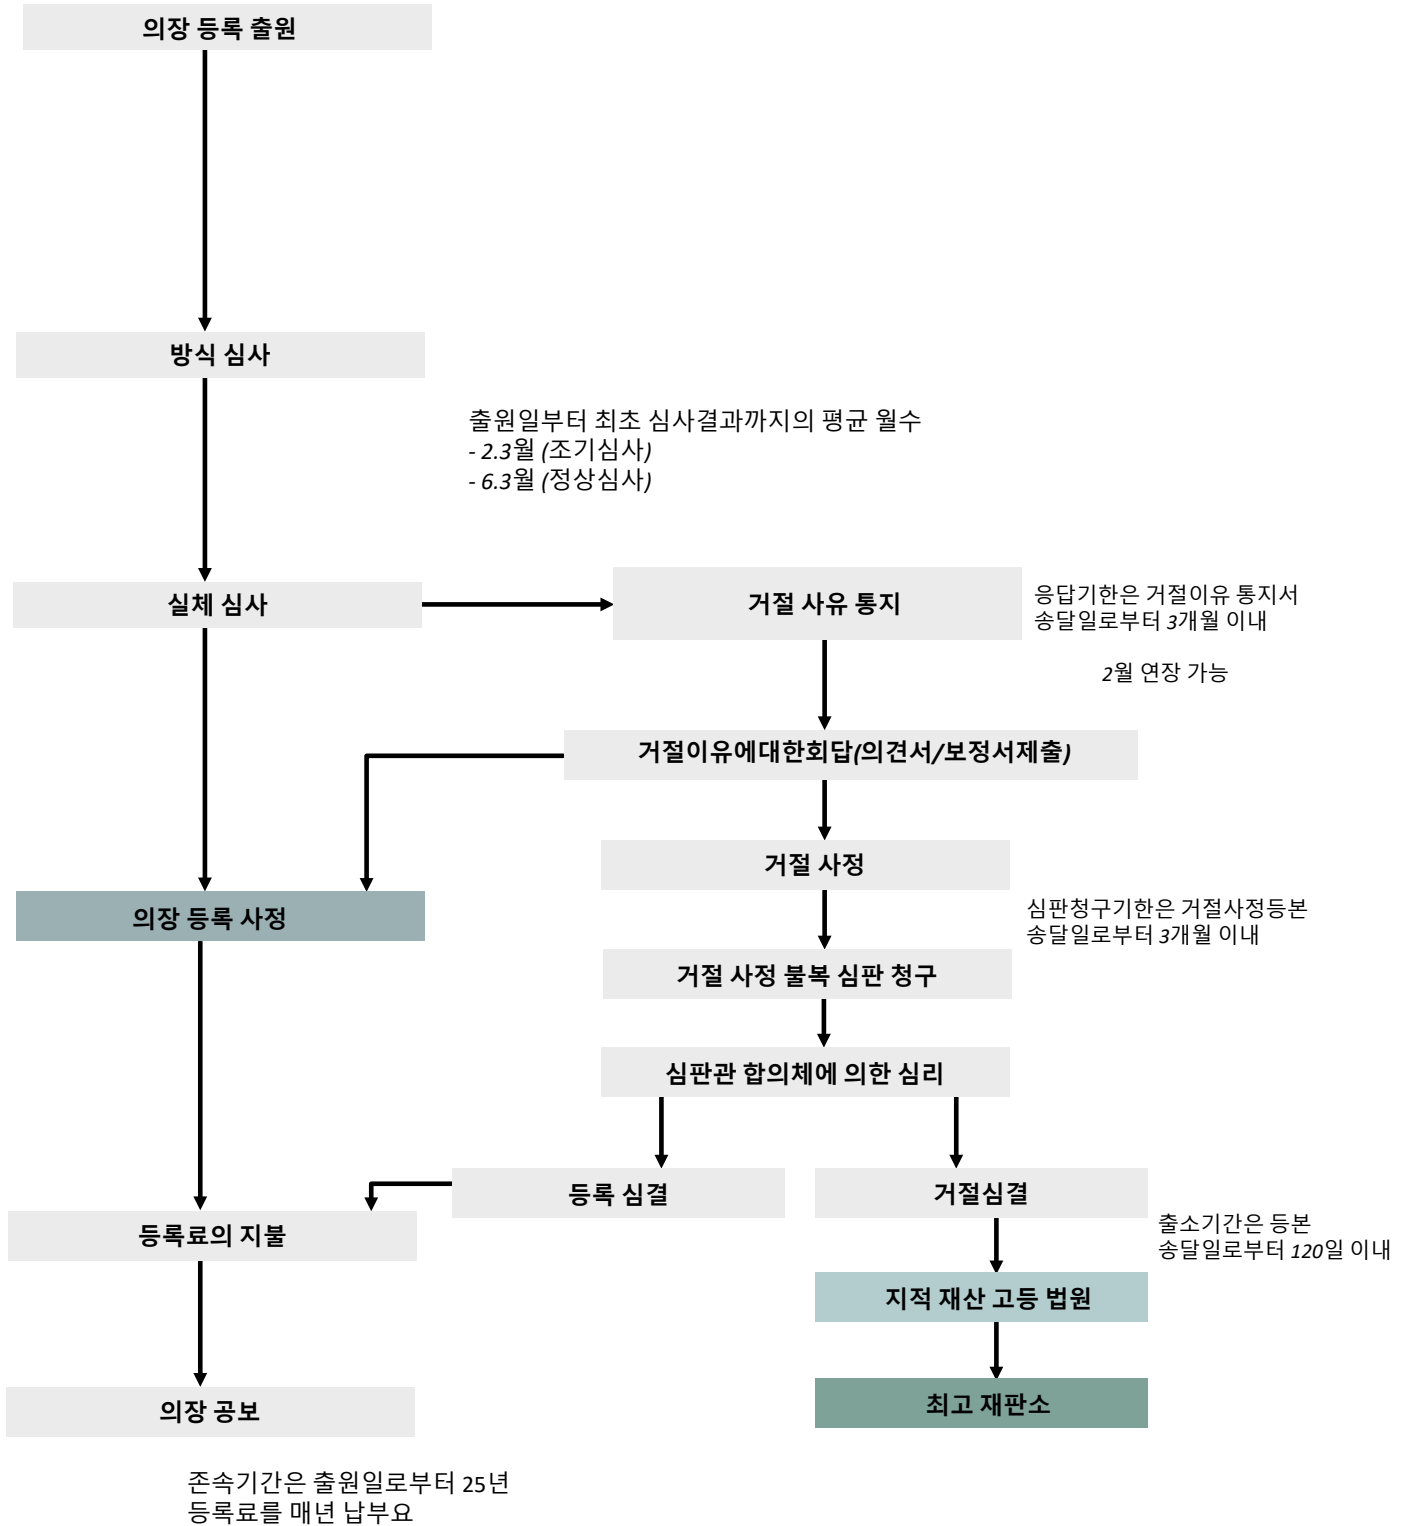 의장 등록 출원
방식 심사
출원일부터 최초 심사결과까지의 평균 월수
- 2.3월 (조기심사)
- 6.3월 (정상심사)
실체 심사
거절 사유 통지
응답기한은 거절이유 통지서
송달일로부터 3개월 이내
2월 연장 가능
거절이유에대한회답(의견서/보정서제출)
거절 사정
의장 등록 사정
심판청구기한은 거절사정등본
송달일로부터 3개월 이내
거절 사정 불복 심판 청구
심판관 합의체에 의한 심리
등록 심결
거절심결
등록료의 지불
출소기간은 등본
송달일로부터 120일 이내
지적 재산 고등 법원
최고 재판소
의장 공보
존속기간은 출원일로부터 25년
등록료를 매년 납부요